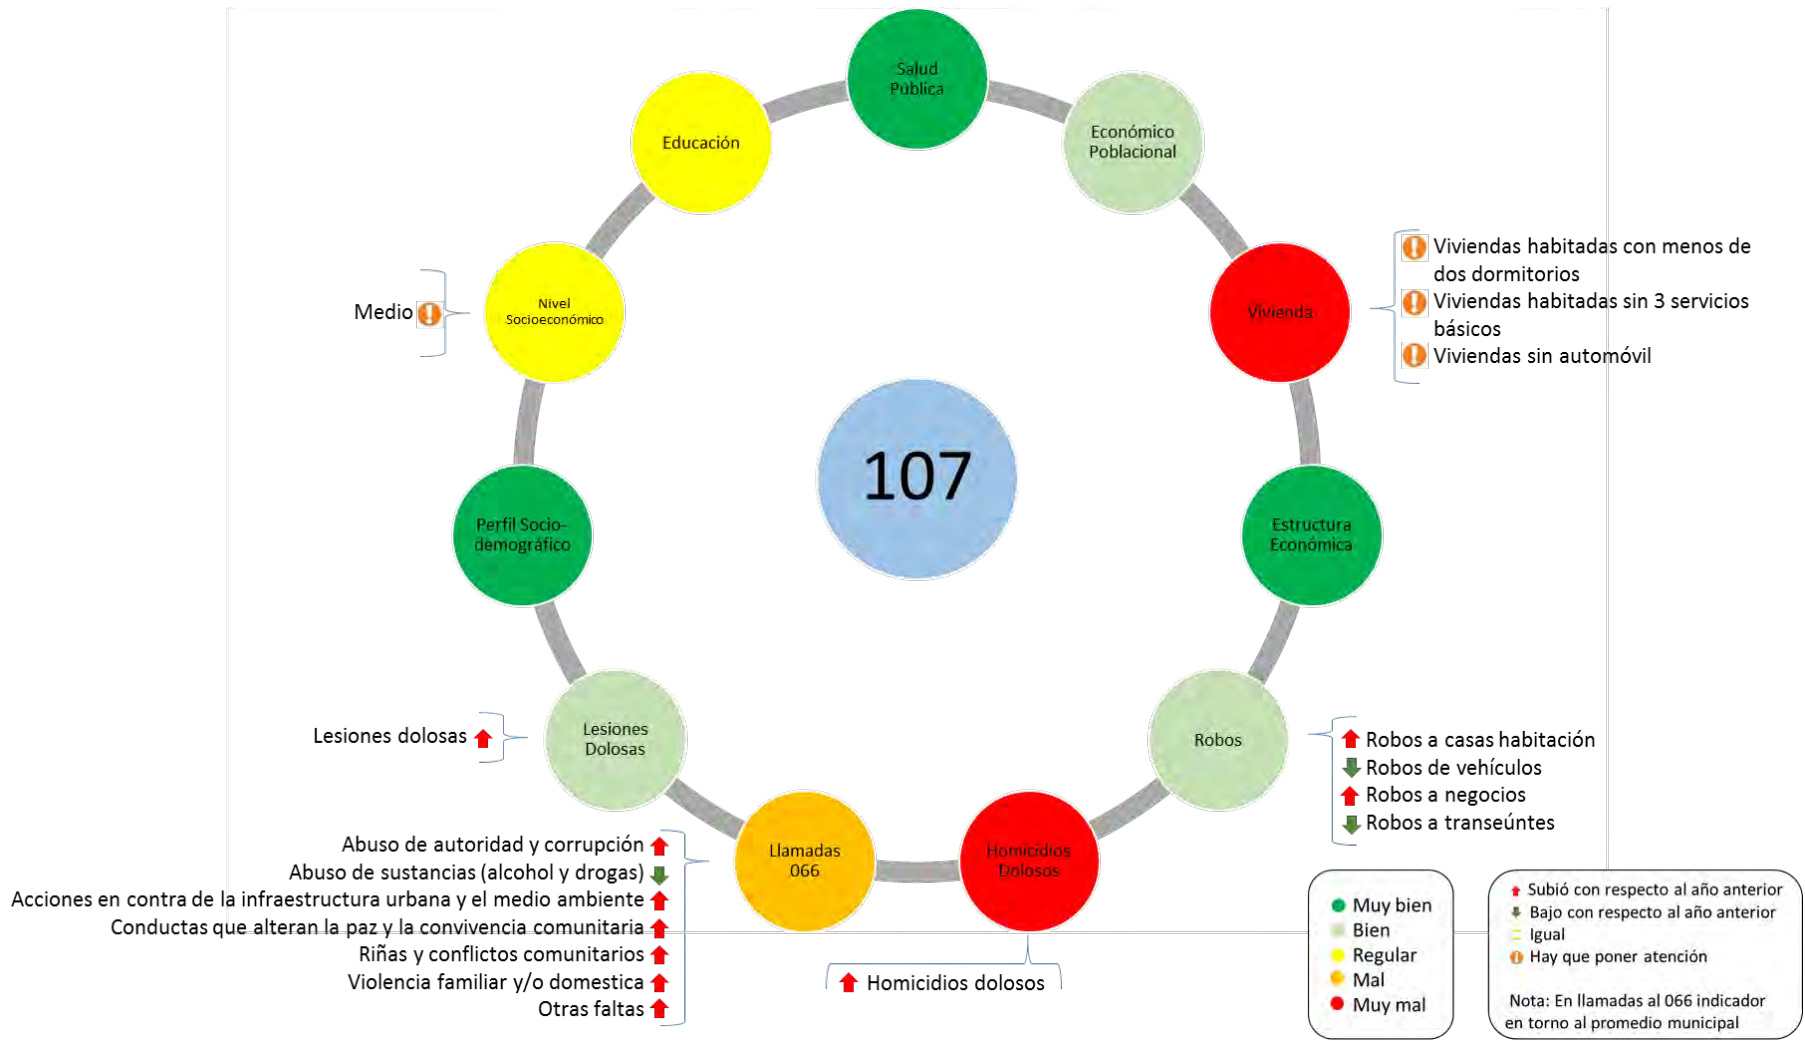 Salud
Pública
Económico
Poblacional
Educación
Viviendas habitadas con menos de
dos dormitorios
Viviendas habitadas sin 3 servicios
básicos
Viviendas sin automóvil
Vivienda
Nivel
Socioeconómico
Medio
107
Perfil Socio-
demográfico
Estructura
Económica
Lesiones dolosas
Lesiones
Dolosas
Robos
Robos a casas habitación
Robos de vehículos
Robos a negocios
Robos a transeúntes
Llamadas
066
Homicidios
Dolosos
Abuso de autoridad y corrupción
Abuso de sustancias (alcohol y drogas)
Acciones en contra de la infraestructura urbana y el medio ambiente
Conductas que alteran la paz y la convivencia comunitaria
Riñas y conflictos comunitarios
Violencia familiar y/o domestica
Otras faltas
Homicidios dolosos
Muy bien
Bien
Regular
Mal
Muy mal
Subió con respecto al año anterior
Bajo con respecto al año anterior
Igual
Hay que poner atención
Nota: En llamadas al 066 indicador
en torno al promedio municipal